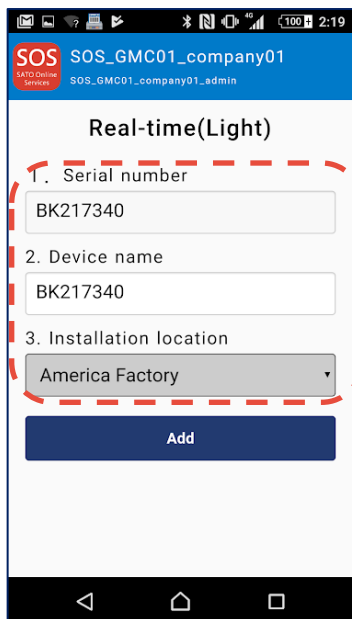 4G 100 2:19
SOS SOS_GMC01_company01
SATO Online
Services SOS_GMC01_company01_admin
Real-time(Light)
1. Serial number
BK217340
2. Device name
BK217340
3. Installation location
America Factory
Add